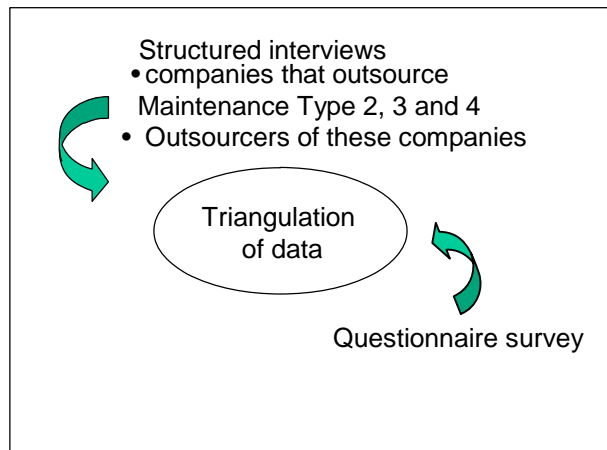 Structured interviews
•companies that outsource
Maintenance Type 2, 3 and 4
• Outsourcers of these companies
Triangulation
of data
Questionnaire survey